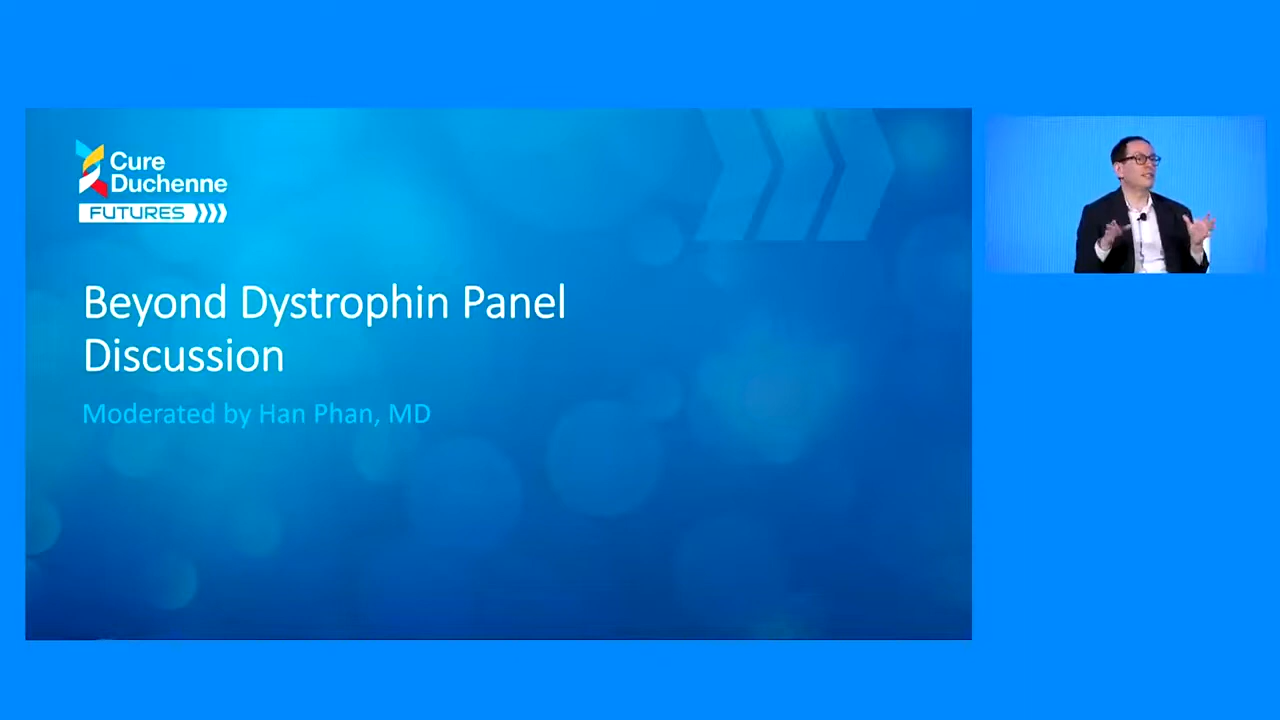 Cure
Duchenne
FUTURES
Beyond Dystrophin Panel
Discussion
Moderated by Han Phan, MD